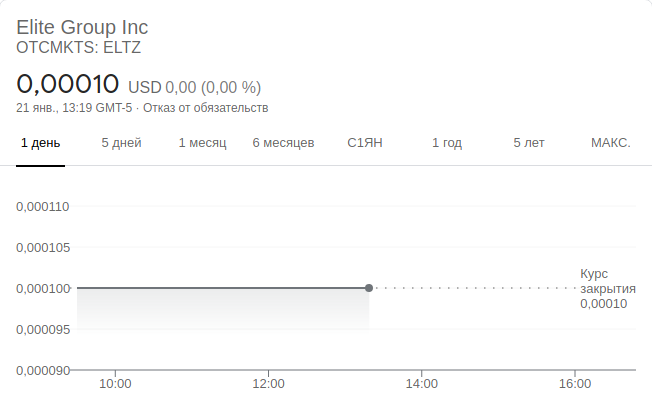 Elite Group Inc
OTCMKTS: ELTZ
0,00010 USD 0,00 (0,00 %)
21 янв., 13:19 GMT-5 · Отказ от обязательств
1 день 5 дней 1 месяц 6 месяцев С1ЯН 1 год 5 лет МАКС.
0,000110
0,000105
0,000100
0,000095
0,000090
Курс
закрытия
0,00010
10:00 12:00 14:00 16:00